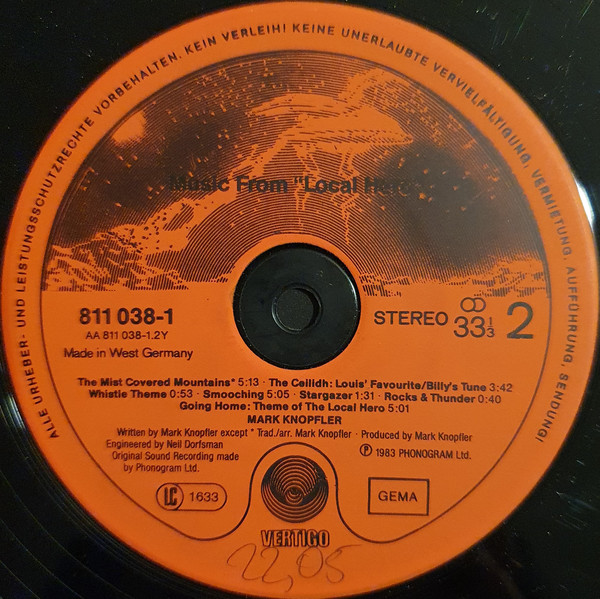 ALLE URHEBER- UND LEISTUNGSSCHUTZRECHTE VORBEHALTEN. KEIN VERLEIH! KEINE UNERLAUBTE VERVIELFÄLTIGUNG, VERMIETUNG, AUFFÜHRUNG, SENDUNG!
Music From "Local Hero"
811 038-1
AA 811 038-1.2Y
Made in West Germany
STEREO 33 1/3 2
The Mist Covered Mountains* 5:13 · The Ceilidh: Louis' Favourite/Billy's Tune 3:42
Whistle Theme 0:53 · Smooching 5:05 · Stargazer 1:31 · Rocks & Thunder 0:40
Going Home: Theme of The Local Hero 5:01
MARK KNOPFLER
Written by Mark Knopfler except * Trad./arr. Mark Knopfler · Produced by Mark Knopfler
Engineered by Neil Dorfsman
Original Sound Recording made
by Phonogram Ltd.
Ⓟ 1983 PHONOGRAM Ltd.
LC 1633
GEMA
VERTIGO
22,05